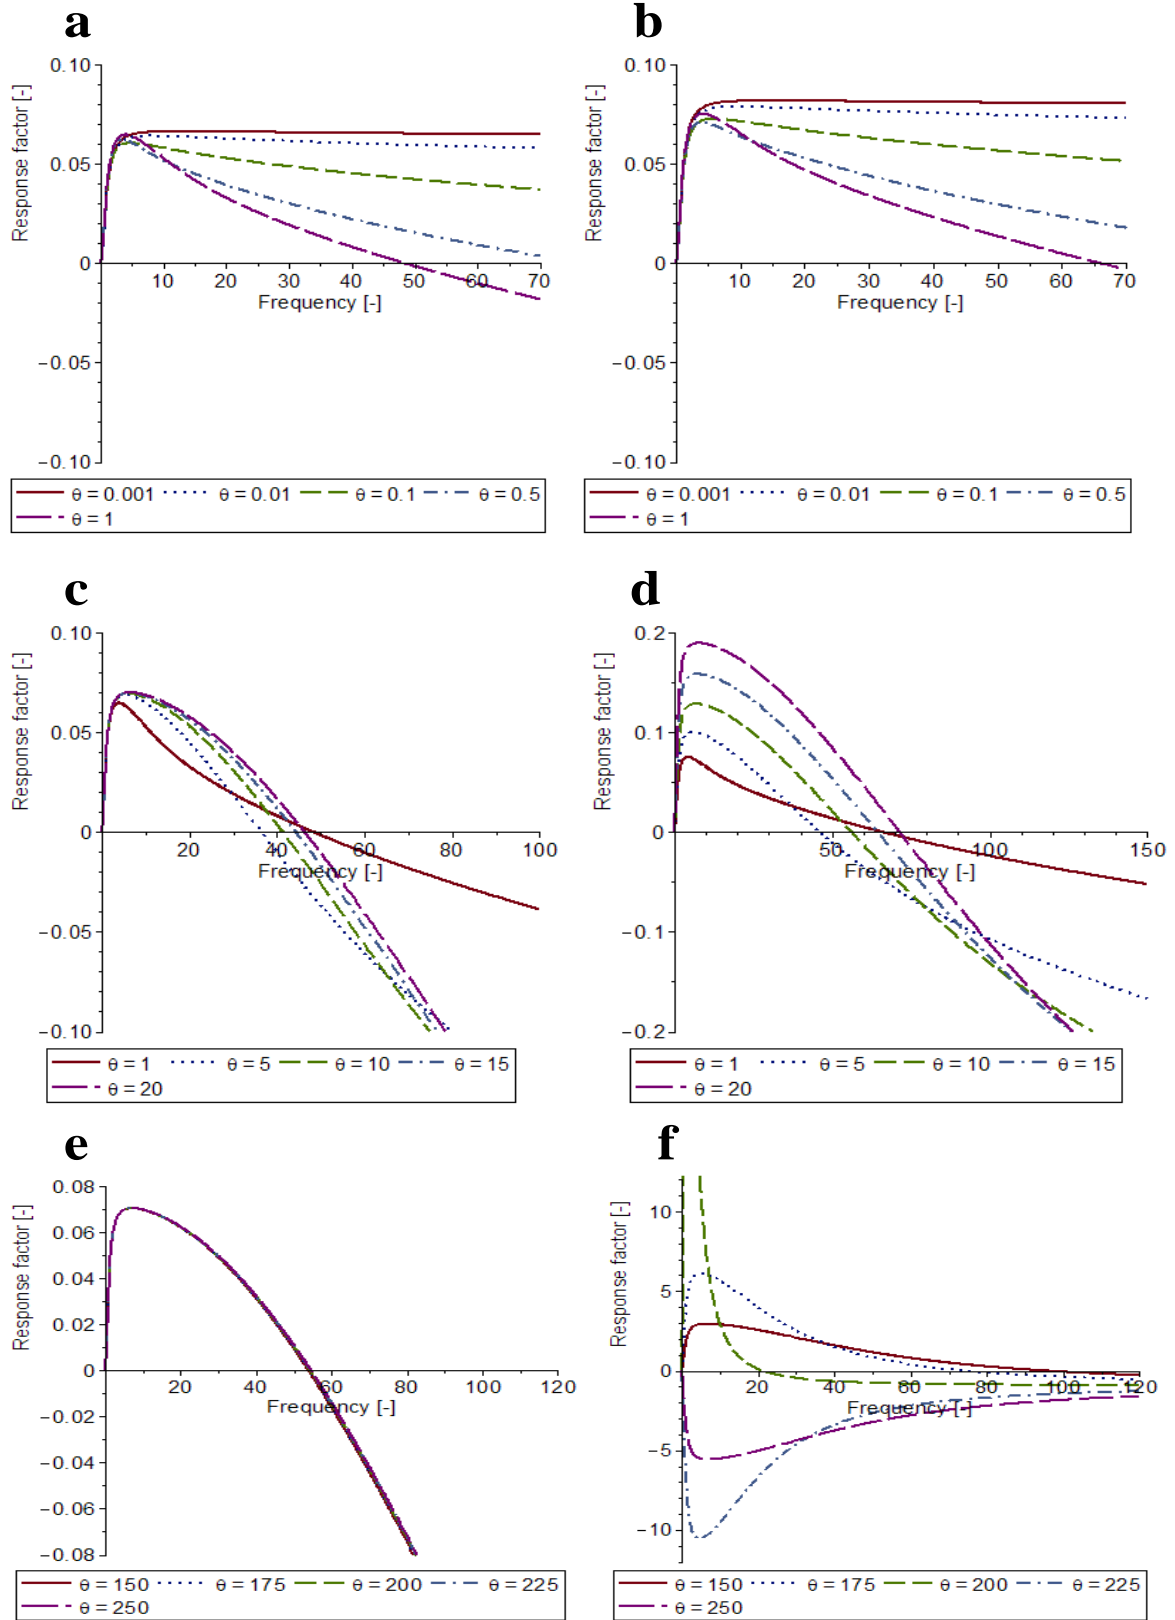 a
b
0.10
Response factor [-]
0.05
0
−0.05
−0.10
10 20 30 40 50 60 70
Frequency [-]
θ = 0.001 θ = 0.01 θ = 0.1 θ = 0.5
θ = 1
0.10
Response factor [-]
0.05
0
−0.05
−0.10
10 20 30 40 50 60 70
Frequency [-]
θ = 0.001 θ = 0.01 θ = 0.1 θ = 0.5
θ = 1
c
d
0.10
Response factor [-]
0.05
0
−0.05
−0.10
20 40 60 80 100
Frequency [-]
θ = 1 θ = 5 θ = 10 θ = 15
θ = 20
0.2
Response factor [-]
0.1
0
−0.1
−0.2
50 100 150
Frequency [-]
θ = 1 θ = 5 θ = 10 θ = 15
θ = 20
e
f
0.08
Response factor [-]
0.06
0.04
0.02
0
−0.02
−0.04
−0.06
−0.08
20 40 60 80 100 120
Frequency [-]
θ = 150 θ = 175 θ = 200 θ = 225
θ = 250
10
Response factor [-]
5
0
−5
−10
20 40 60 80 100 120
Frequency [-]
θ = 150 θ = 175 θ = 200 θ = 225
θ = 250